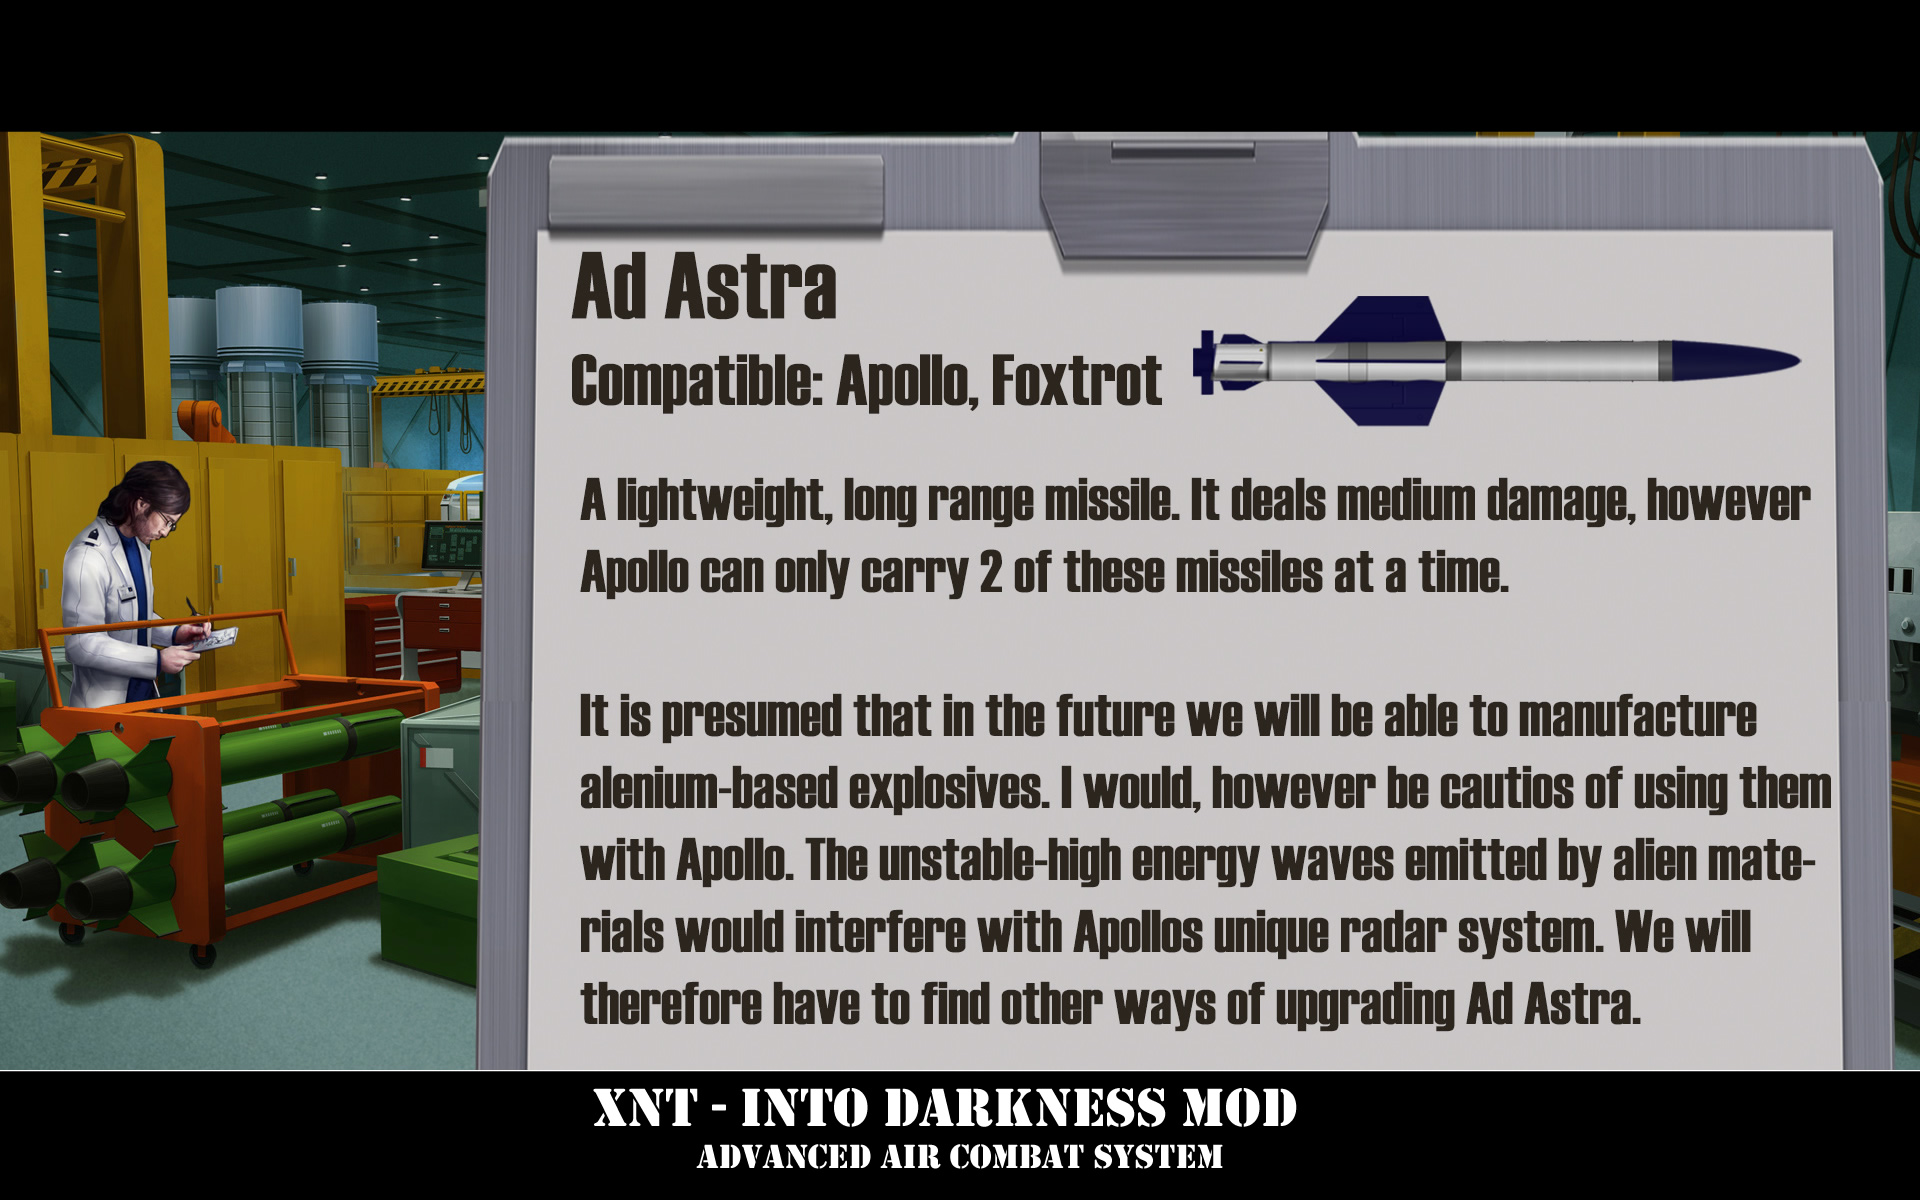 Ad Astra
Compatible: Apollo, Foxtrot
A lightweight, long range missile. It deals medium damage, however
Apollo can only carry 2 of these missiles at a time.
It is presumed that in the future we will be able to manufacture
alenium-based explosives. I would, however be cautios of using them
with Apollo. The unstable-high energy waves emitted by alien mate-
rials would interfere with Apollos unique radar system. We will
therefore have to find other ways of upgrading Ad Astra.
XNT - INTO DARKNESS MOD
ADVANCED AIR COMBAT SYSTEM